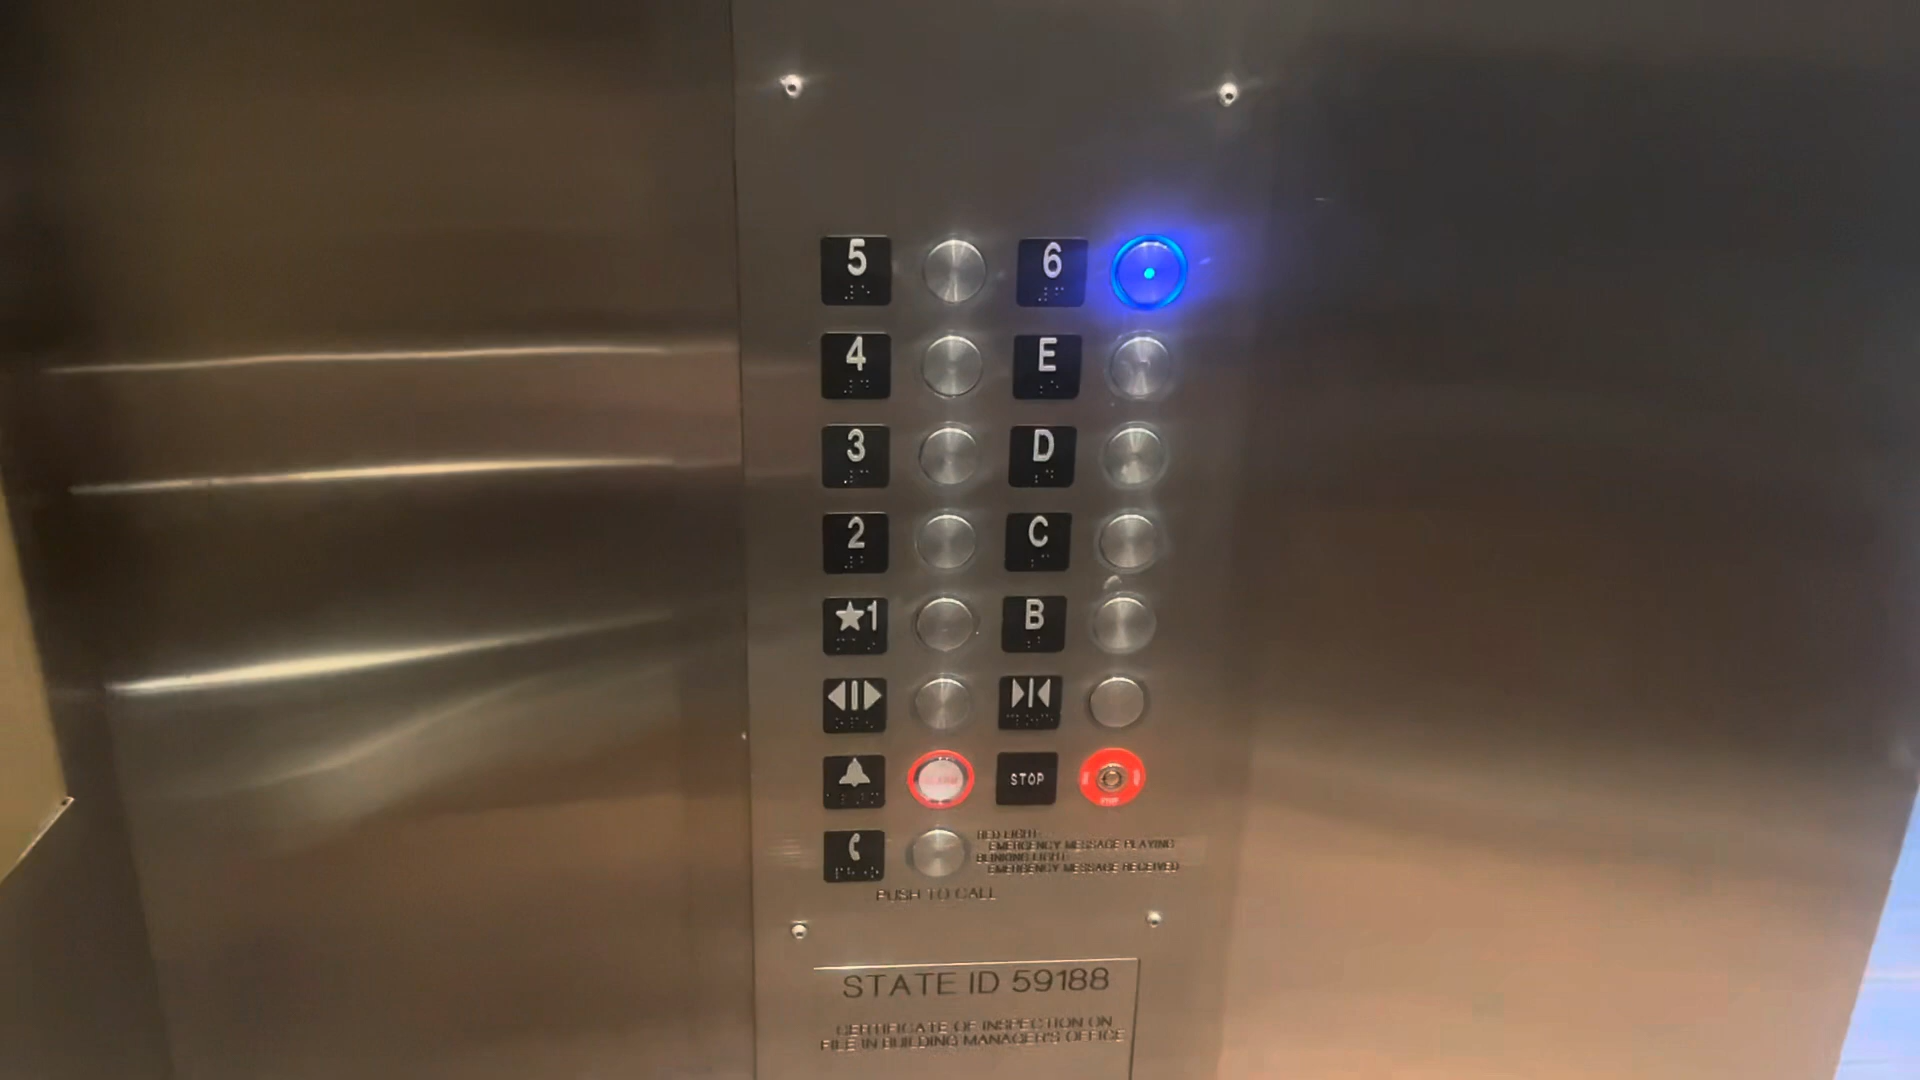 5 6
4 E
3 D
2 C
★1 B
STOP
RED LIGHT
EMERGENCY MESSAGE PLAYING
BLINKING LIGHT
EMERGENCY MESSAGE RECEIVED
PUSH TO CALL
STATE ID 59188
CERTIFICATE OF INSPECTION ON
FILE IN BUILDING MANAGER'S OFFICE